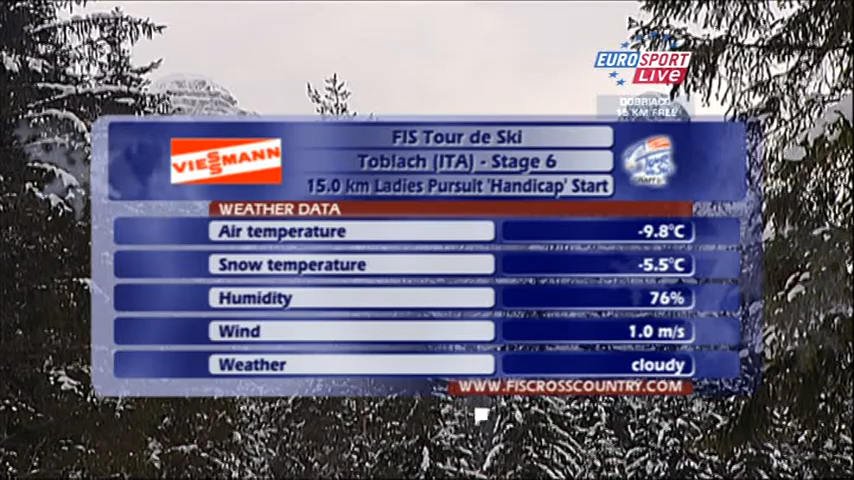 EUROSPORT
LIVE
DOBBIACO
15 KM FREE
VIESSMANN
FIS Tour de Ski
Toblach (ITA) - Stage 6
15.0 km Ladies Pursuit 'Handicap' Start
TOUR
WEATHER DATA
Air temperature -9.8°C
Snow temperature -5.5°C
Humidity 76%
Wind 1.0 m/s
Weather cloudy
WWW.FISCROSSCOUNTRY.COM